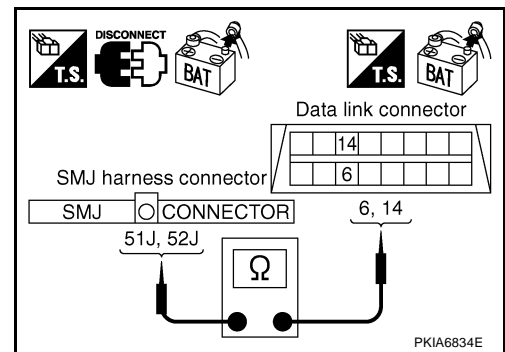 DISCONNECT
T.S.
BAT
T.S.
BAT
Data link connector
14
6
SMJ harness connector
SMJ CONNECTOR
6, 14
51J, 52J
Ω
PKIA6834E